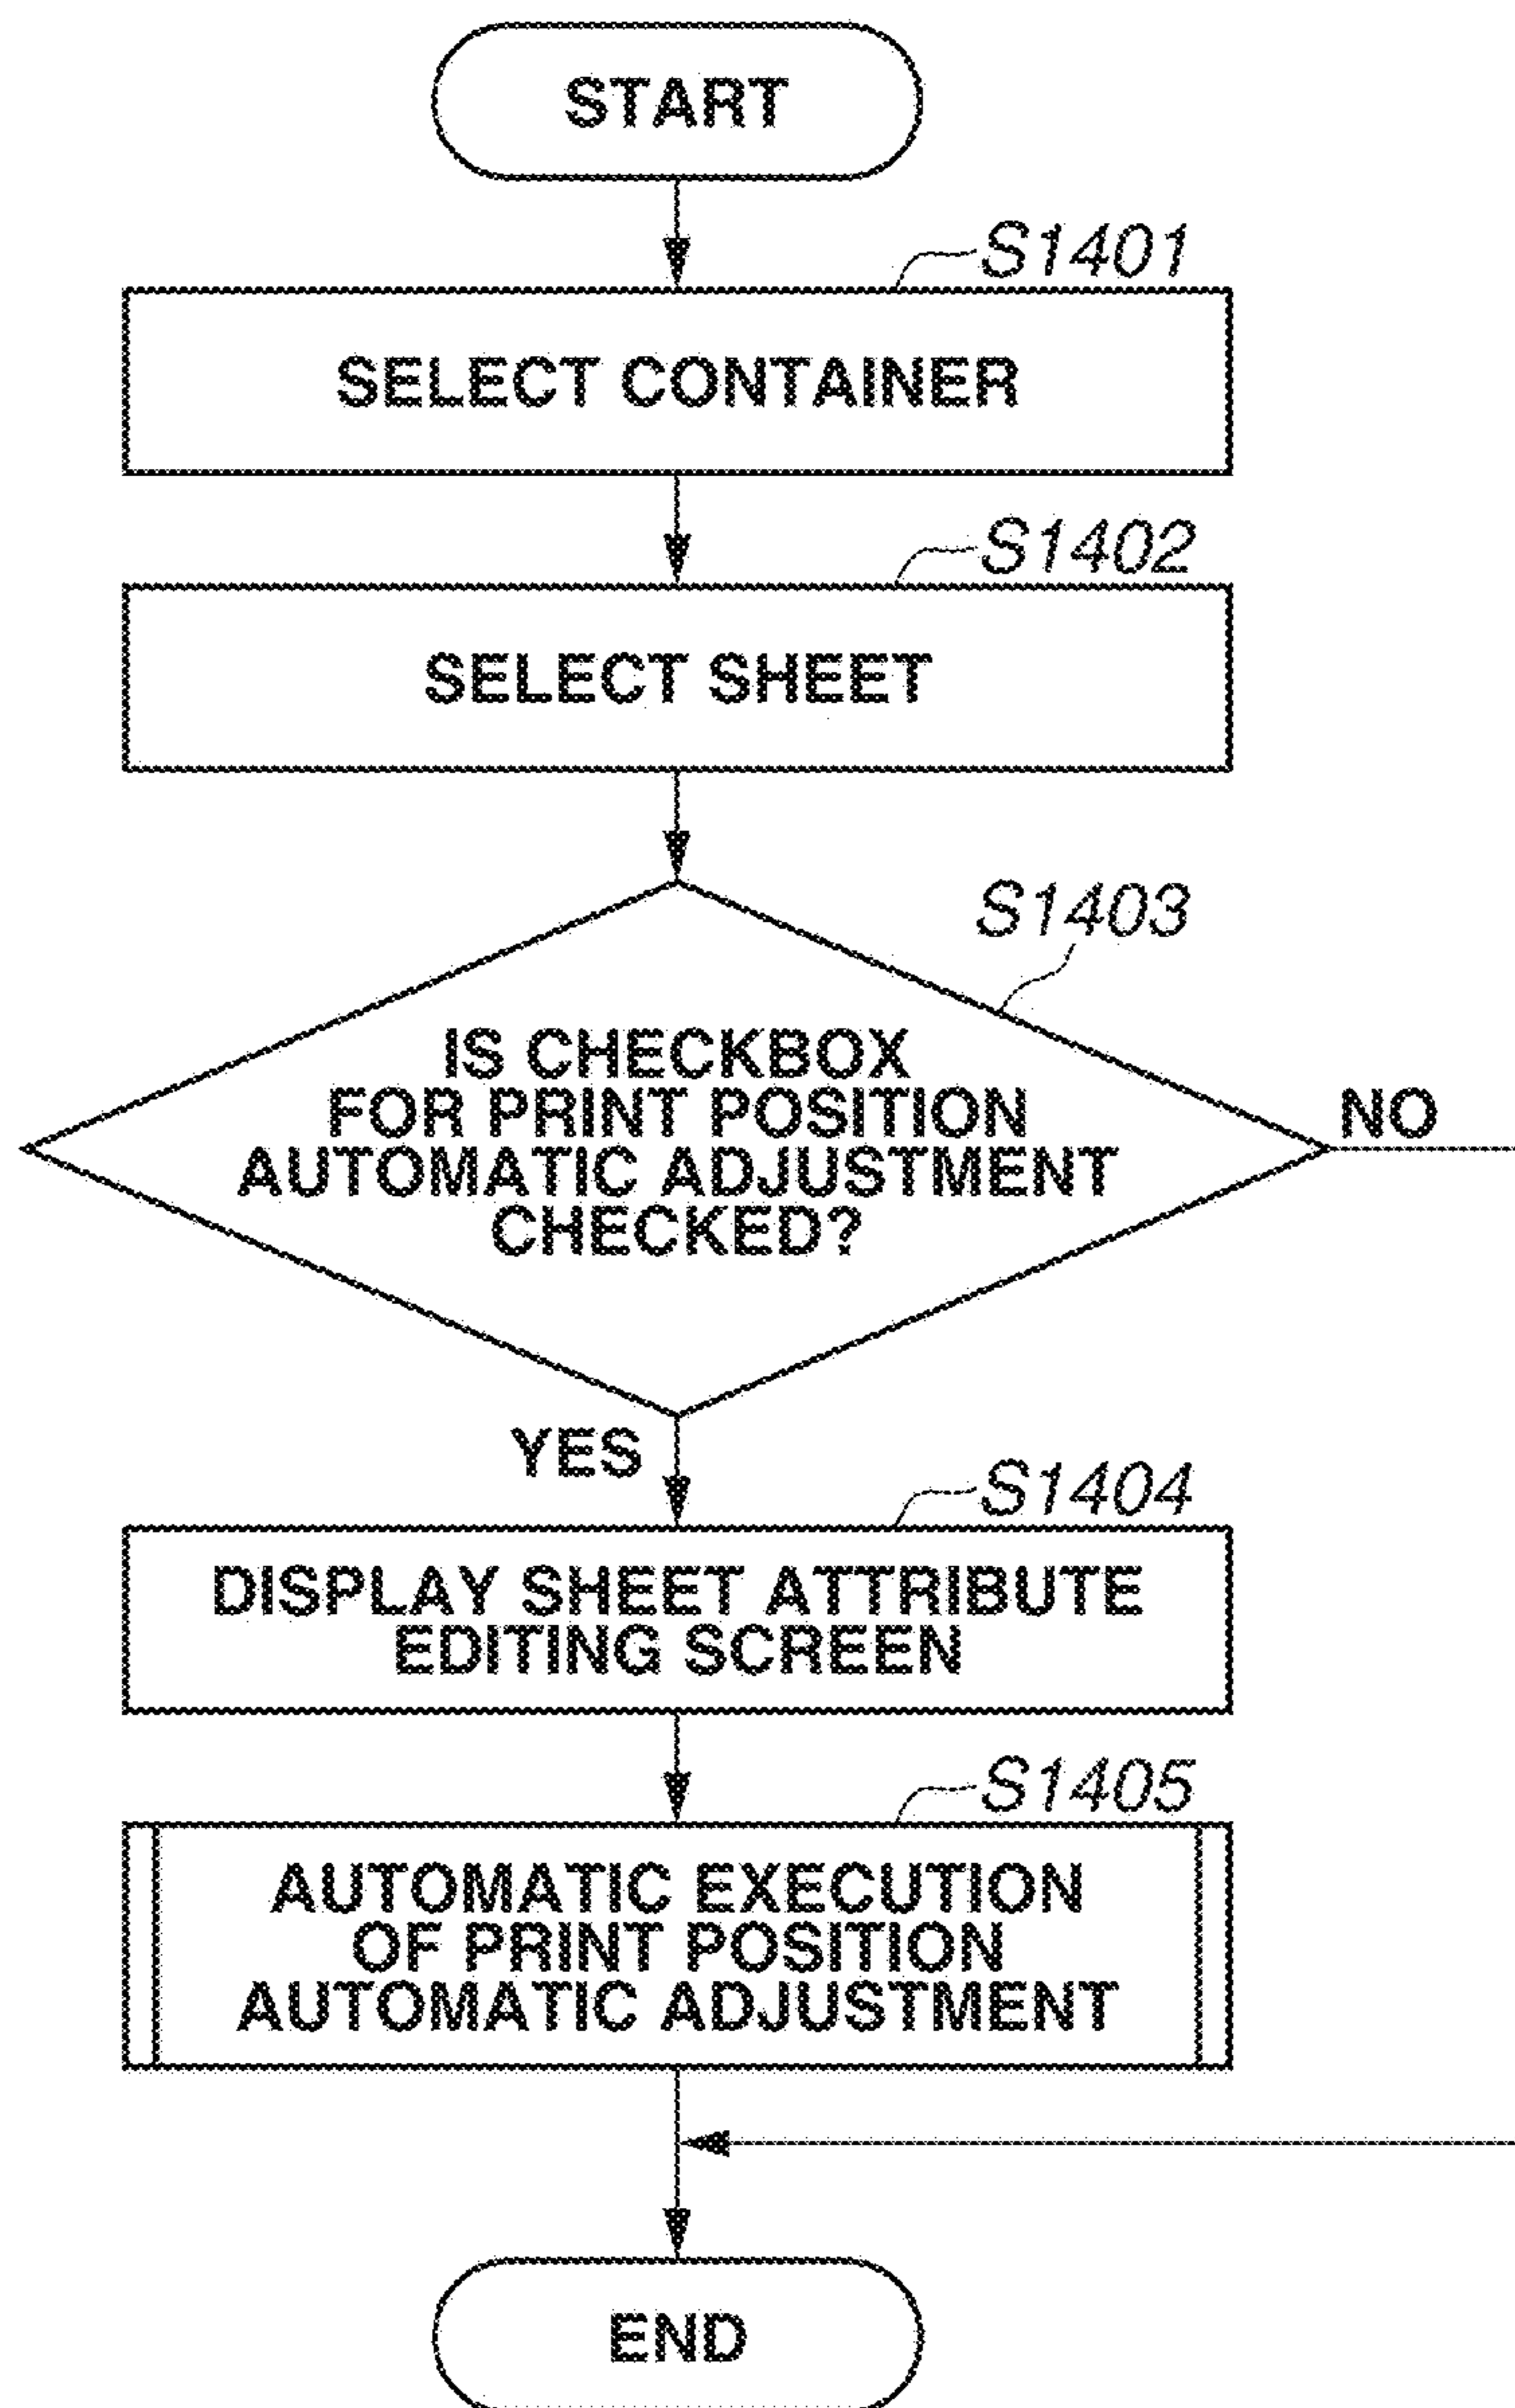 START
S1401
SELECT CONTAINER
S1402
SELECT SHEET
S1403
IS CHECKBOX
FOR PRINT POSITION
AUTOMATIC ADJUSTMENT
CHECKED?
NO
YES
S1404
DISPLAY SHEET ATTRIBUTE
EDITING SCREEN
S1405
AUTOMATIC EXECUTION
OF PRINT POSITION
AUTOMATIC ADJUSTMENT
END